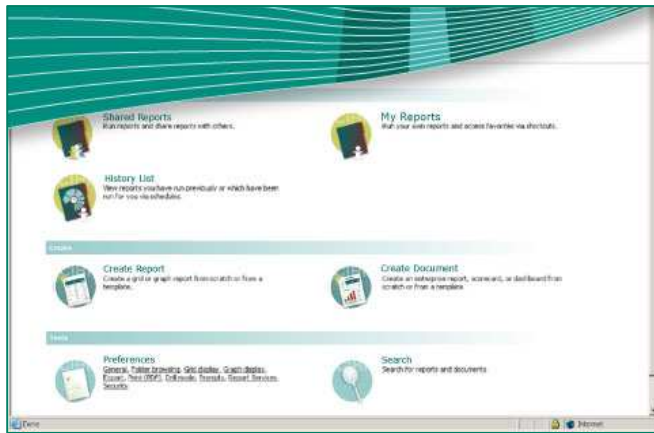 Shared Reports
Run reports and share reports with others.
My Reports
Run your own reports and access favorites via shortcuts.
History List
View reports you have run previously or which have been
run for you via schedules.
Create
Create Report
Create a grid or graph report from scratch or from a
template.
Create Document
Create an enterprise report, scorecard, or dashboard from
scratch or from a template
Tools
Preferences
General, Folder browsing, Grid display, Graph display,
Export, Print (PDF), Drill mode, Prompts, Report Services,
Security
Search
Search for reports and documents
Done
Internet